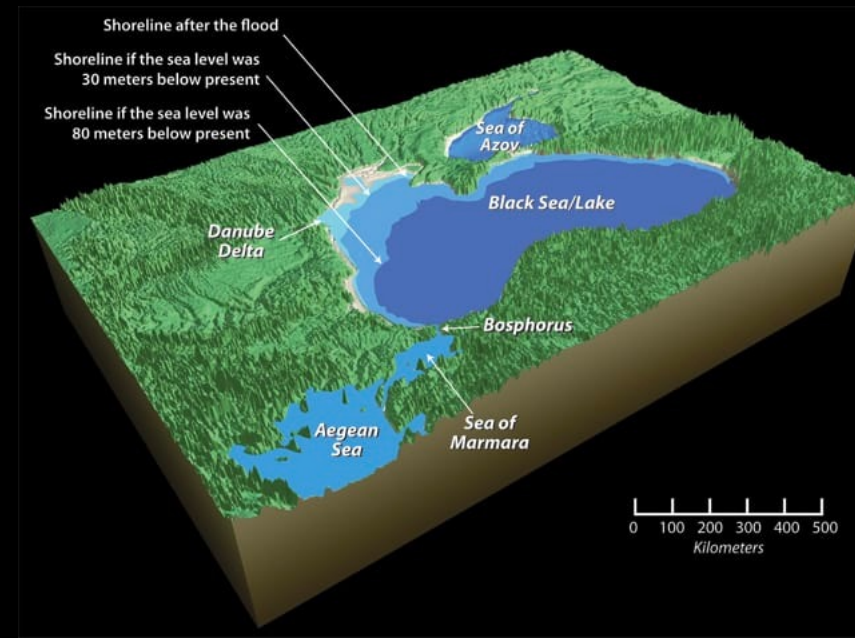 Shoreline after the flood
Shoreline if the sea level was
30 meters below present
Shoreline if the sea level was
80 meters below present
Sea of
Azov
Black Sea/Lake
Danube
Delta
Bosphorus
Sea of
Marmara
Aegean
Sea
0 100 200 300 400 500
Kilometers